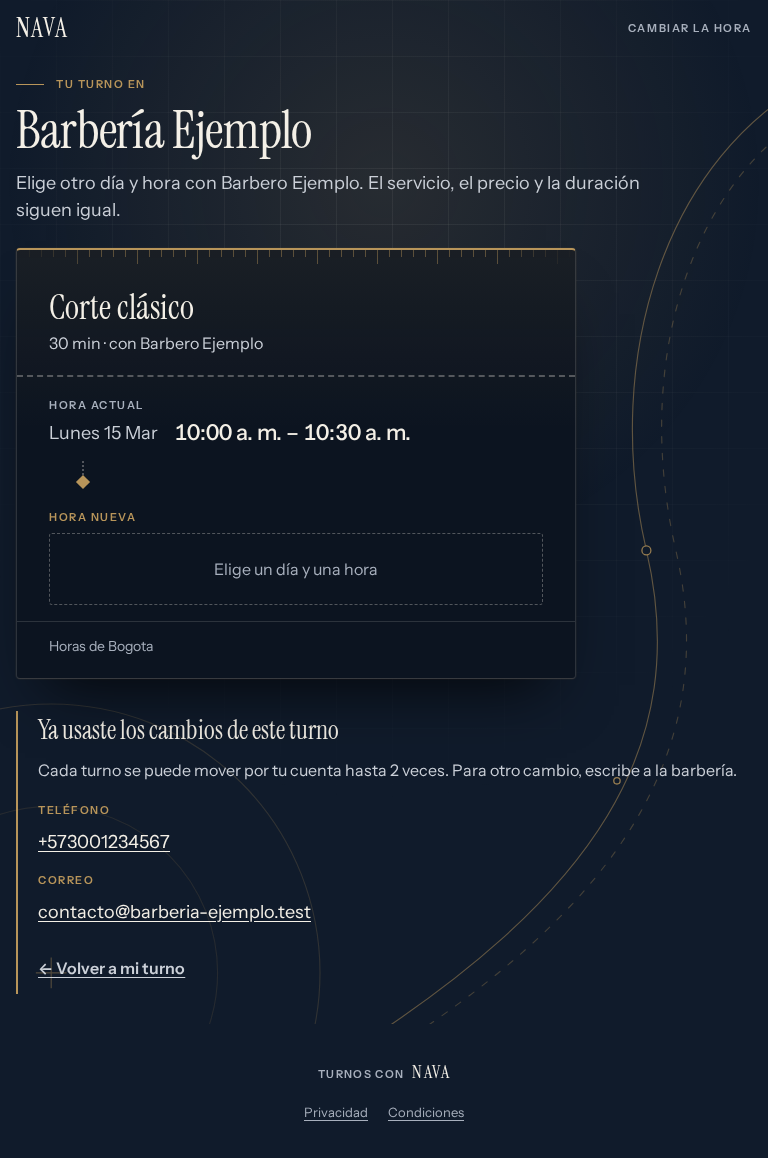 NAVA
CAMBIAR LA HORA
TU TURNO EN
Barbería Ejemplo
Elige otro día y hora con Barbero Ejemplo. El servicio, el precio y la duración
siguen igual.
Corte clásico
30 min · con Barbero Ejemplo
HORA ACTUAL
Lunes 15 Mar 10:00 a. m. – 10:30 a. m.
HORA NUEVA
Elige un día y una hora
Horas de Bogota
Ya usaste los cambios de este turno
Cada turno se puede mover por tu cuenta hasta 2 veces. Para otro cambio, escribe a la barbería.
TELÉFONO
+573001234567
CORREO
contacto@barberia-ejemplo.test
← Volver a mi turno
TURNOS CON NAVA
Privacidad Condiciones